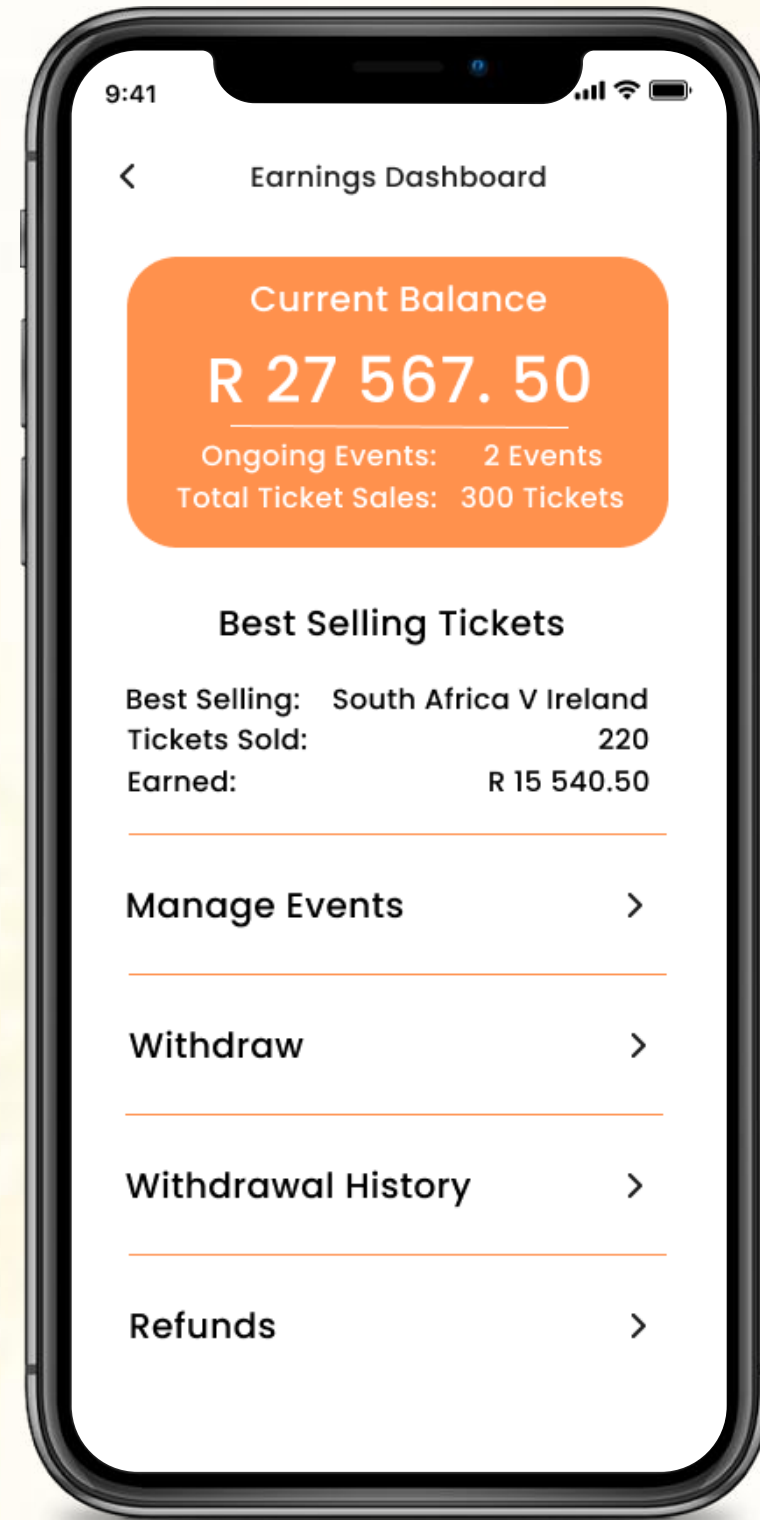 9:41
Earnings Dashboard
Current Balance
R 27 567. 50
Ongoing Events: 2 Events
Total Ticket Sales: 300 Tickets
Best Selling Tickets
Best Selling: South Africa V Ireland
Tickets Sold: 220
Earned: R 15 540.50
Manage Events
Withdraw
Withdrawal History
Refunds